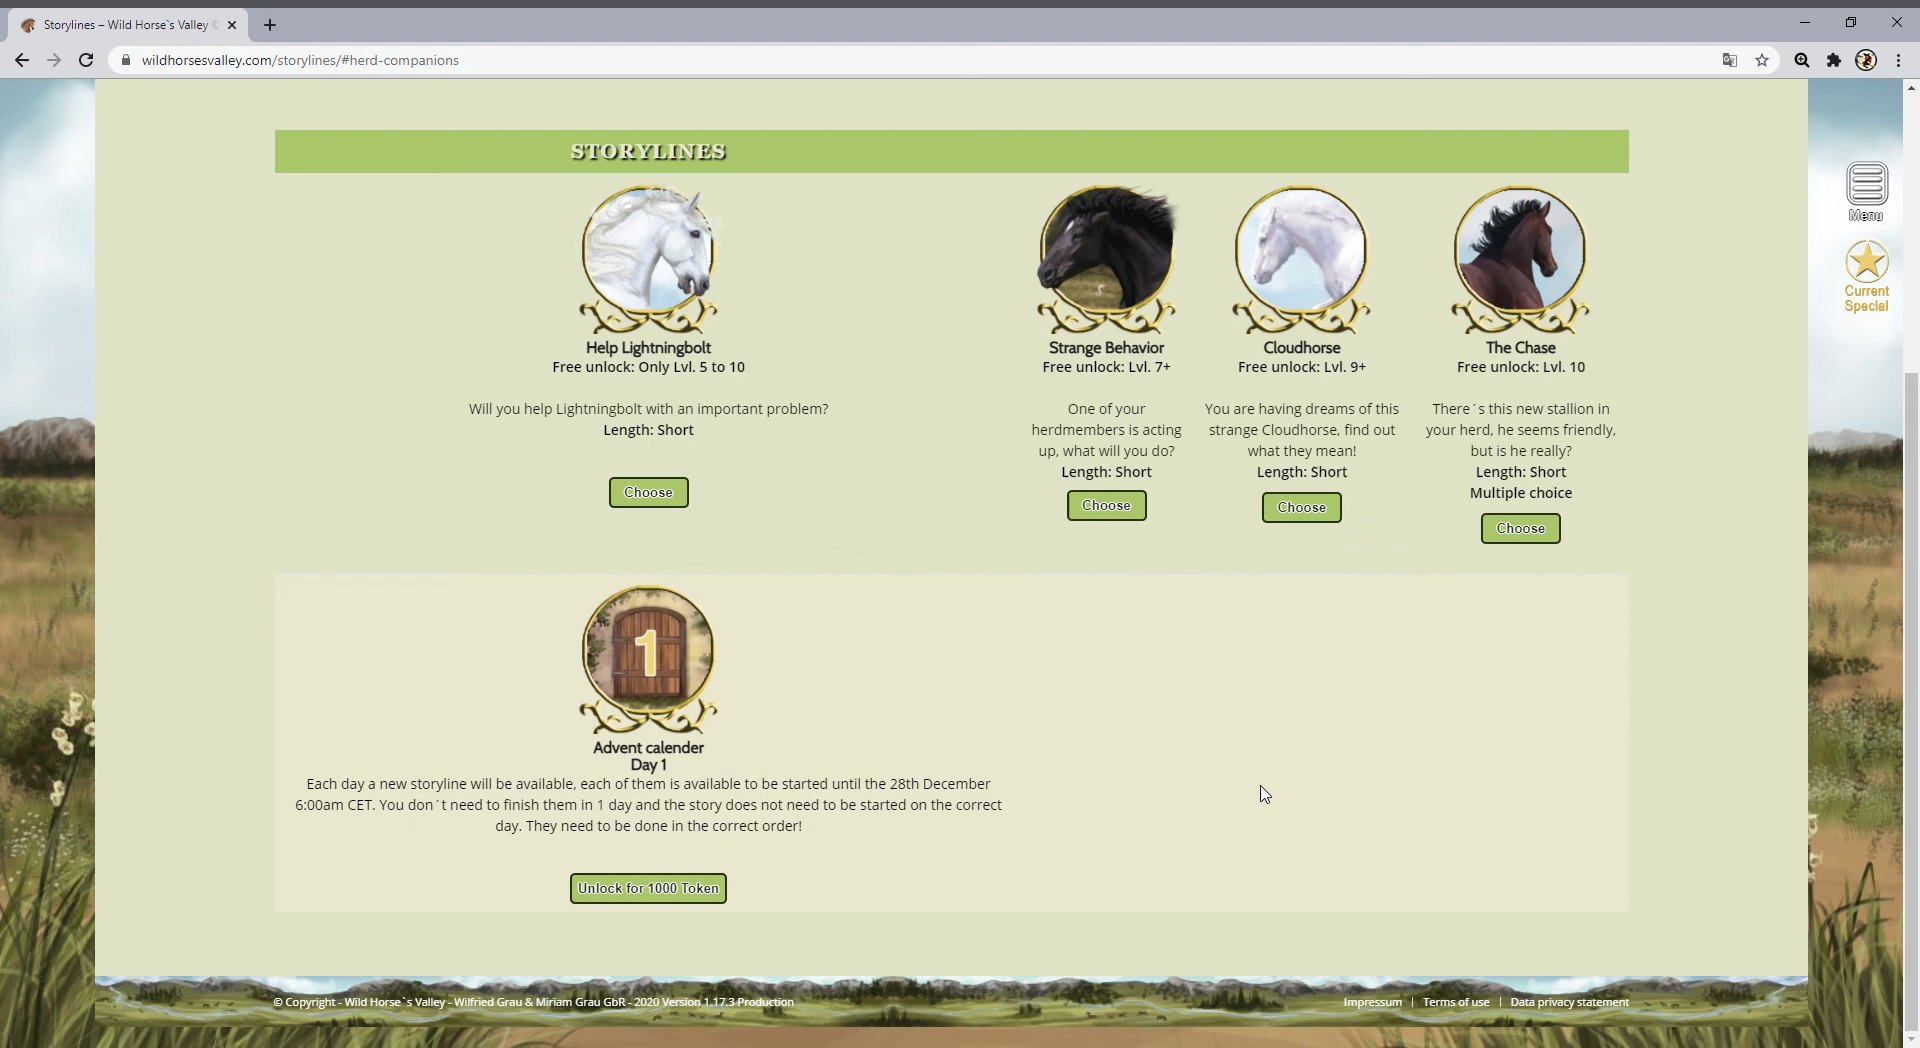 Storylines – Wild Horse`s Valley ©
wildhorsesvalley.com/storylines/#herd-companions
STORYLINES
Menu
Current
Special
Help Lightningbolt
Free unlock: Only Lvl. 5 to 10
Will you help Lightningbolt with an important problem?
Length: Short
Choose
Strange Behavior
Free unlock: Lvl. 7+
One of your
herdmembers is acting
up, what will you do?
Length: Short
Choose
Cloudhorse
Free unlock: Lvl. 9+
You are having dreams of this
strange Cloudhorse, find out
what they mean!
Length: Short
Choose
The Chase
Free unlock: Lvl. 10
There´s this new stallion in
your herd, he seems friendly,
but is he really?
Length: Short
Multiple choice
Choose
1
Advent calender
Day 1
Each day a new storyline will be available, each of them is available to be started until the 28th December
6:00am CET. You don´t need to finish them in 1 day and the story does not need to be started on the correct
day. They need to be done in the correct order!
Unlock for 1000 Token
© Copyright - Wild Horse`s Valley - Wilfried Grau & Miriam Grau GbR - 2020 Version 1.17.3 Production
Impressum | Terms of use | Data privacy statement